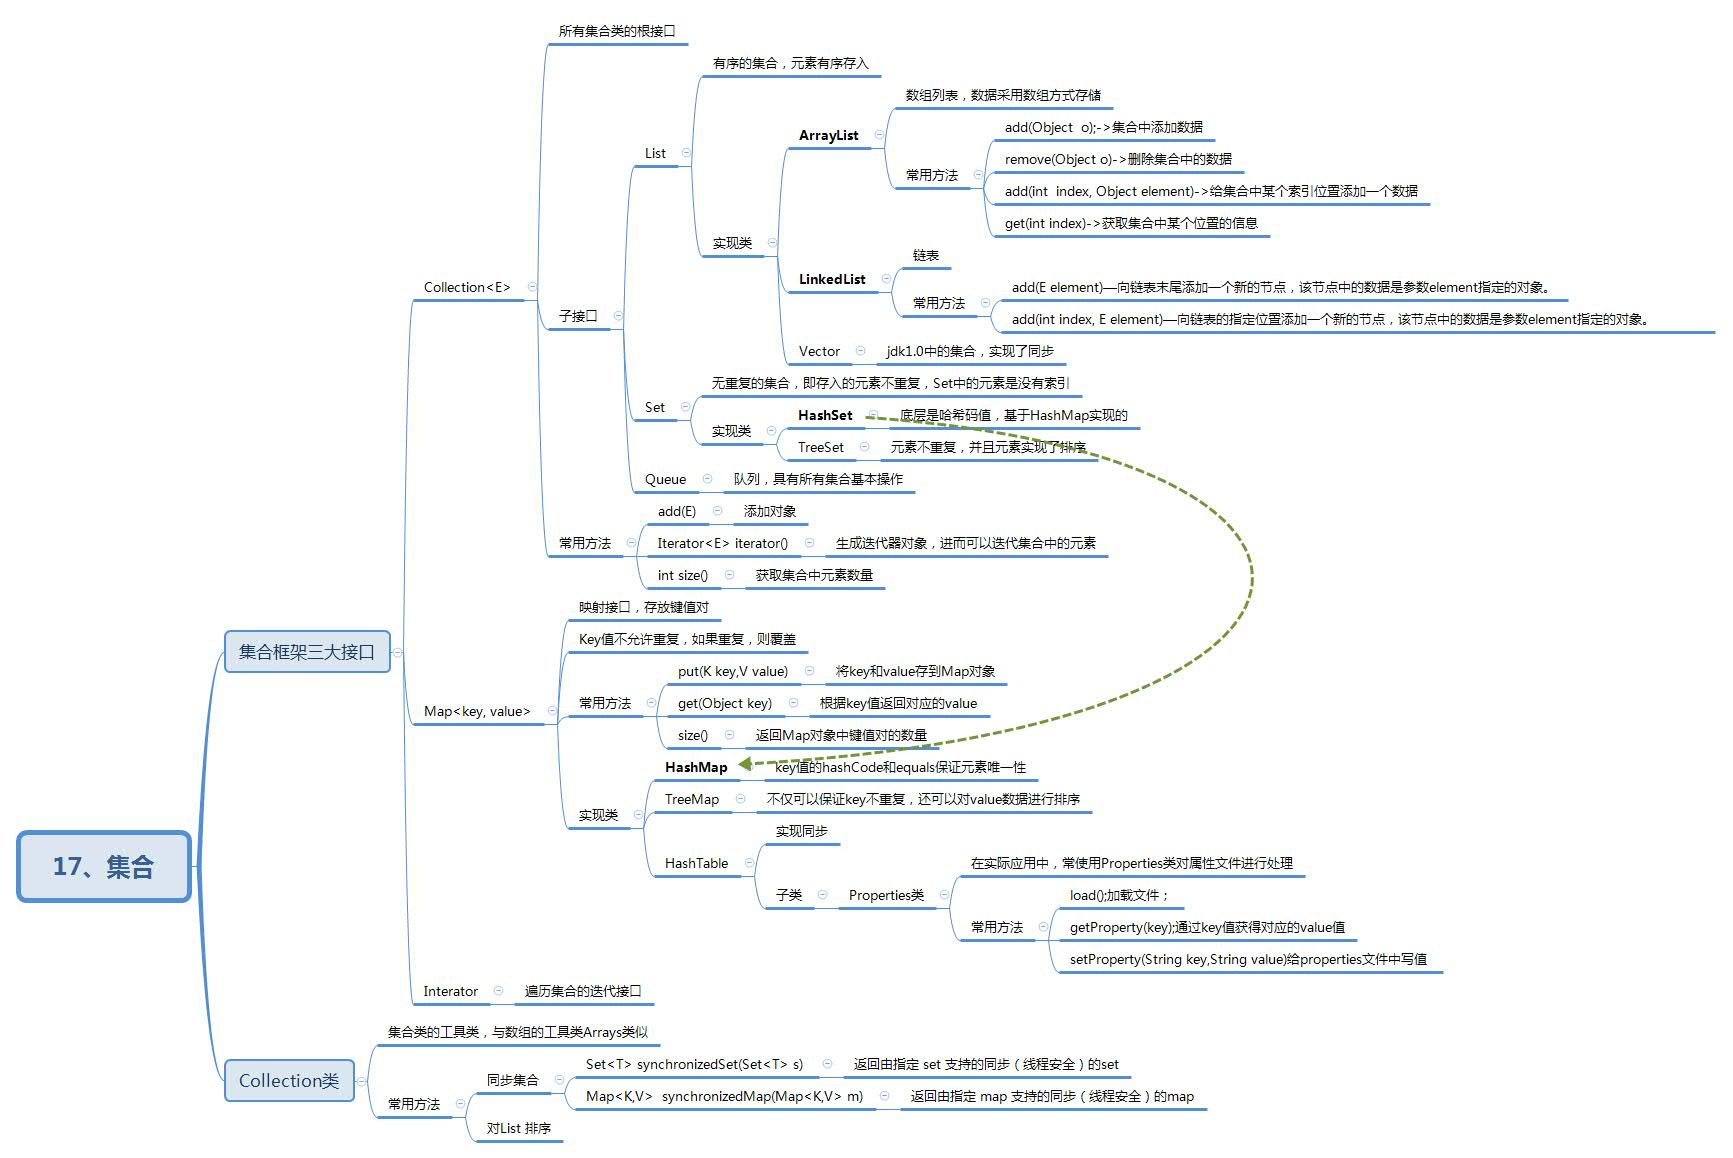 所有集合类的根接口
有序的集合，元素有序存入
数组列表，数据采用数组方式存储
add(Object  o);->集合中添加数据
ArrayList
List
remove(Object o)->删除集合中的数据
常用方法
add(int  index, Object element)->给集合中某个索引位置添加一个数据
get(int index)->获取集合中某个位置的信息
实现类
链表
LinkedList
Collection<E>
add(E element)—向链表末尾添加一个新的节点，该节点中的数据是参数element指定的对象。
常用方法
子接口
add(int index, E element)—向链表的指定位置添加一个新的节点，该节点中的数据是参数element指定的对象。
Vector
jdk1.0中的集合，实现了同步
无重复的集合，即存入的元素不重复，Set中的元素是没有索引
Set
HashSet
底层是哈希码值，基于HashMap实现的
实现类
TreeSet
元素不重复，并且元素实现了排序
Queue
队列，具有所有集合基本操作
add(E)
添加对象
常用方法
Iterator<E> iterator()
生成迭代器对象，进而可以迭代集合中的元素
int size()
获取集合中元素数量
映射接口，存放键值对
集合框架三大接口
Key值不允许重复，如果重复，则覆盖
put(K key,V value)
将key和value存到Map对象
Map<key, value>
常用方法
get(Object key)
根据key值返回对应的value
size()
返回Map对象中键值对的数量
HashMap
key值的hashCode和equals保证元素唯一性
实现类
TreeMap
不仅可以保证key不重复，还可以对value数据进行排序
实现同步
HashTable
17、集合
在实际应用中，常使用Properties类对属性文件进行处理
子类
Properties类
load();加载文件；
常用方法
getProperty(key);通过key值获得对应的value值
setProperty(String key,String value)给properties文件中写值
Interator
遍历集合的迭代接口
集合类的工具类，与数组的工具类Arrays类似
Collection类
Set<T> synchronizedSet(Set<T> s)
返回由指定 set 支持的同步（线程安全）的set
同步集合
常用方法
Map<K,V>  synchronizedMap(Map<K,V> m)
返回由指定 map 支持的同步（线程安全）的map
对List 排序